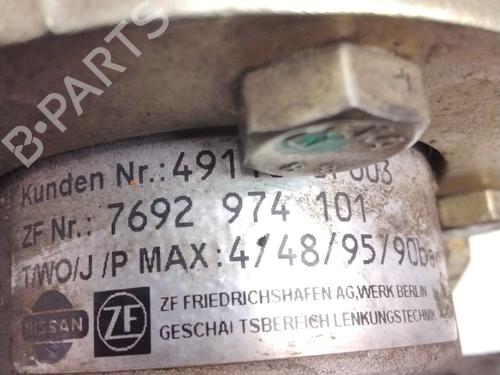 B-PARTS
Kunden Nr.: 491
ZF Nr.: 7692 974 101
T/WO/J/P MAX: 4/48/95/90bar
NISSAN
ZF
ZF FRIEDRICHSHAFEN AG, WERK BERLIN
GESCHÄFTSBEREICH LENKUNGSTECHNIK